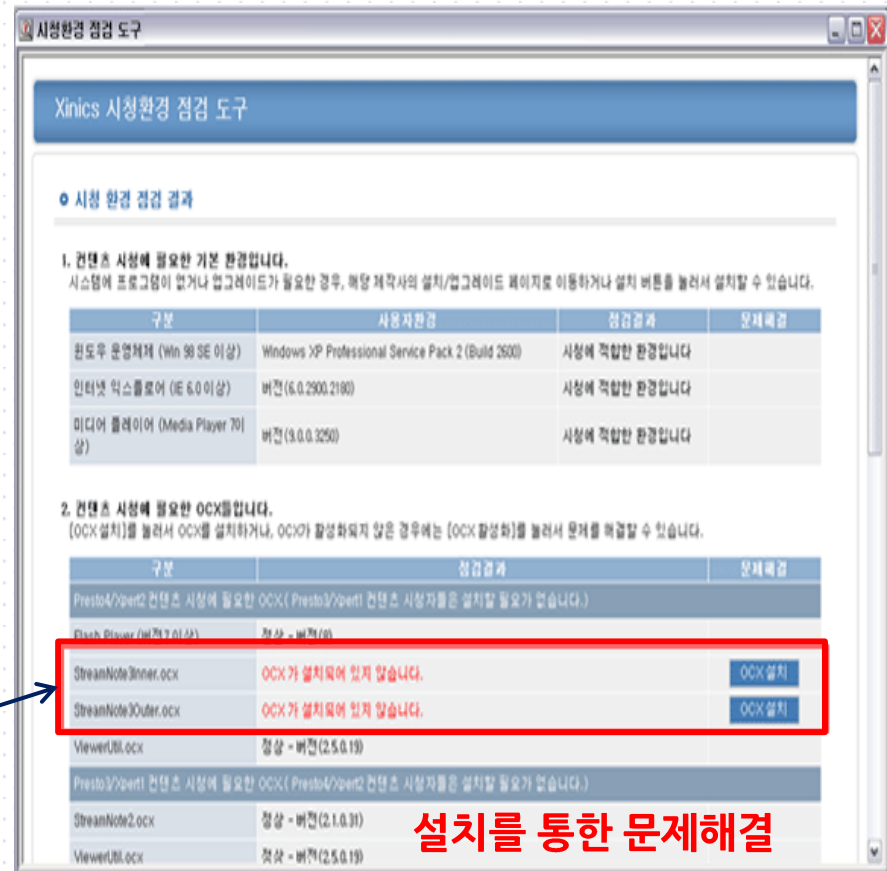 시청환경 점검 도구
Xinics 시청환경 점검 도구
시청 환경 점검 결과
1. 컨텐츠 시청에 필요한 기본 환경입니다.
시스템에 프로그램이 없거나 업그레이드가 필요한 경우, 해당 제작사의 설치/업그레이드 페이지로 이동하거나 설치 버튼을 눌러서 설치할 수 있습니다.
구분 사용자환경 점검결과 문제해결
윈도우 운영체제 (Win 98 SE 이상) Windows XP Professional Service Pack 2 (Build 2600) 시청에 적합한 환경입니다
인터넷 익스플로어 (IE 6.0 이상) 버전(6.0.2900.2180) 시청에 적합한 환경입니다
미디어 플레이어 (Media Player 7이
상) 버전(9.0.0.3250) 시청에 적합한 환경입니다
2. 컨텐츠 시청에 필요한 OCX들입니다.
[OCX 설치]를 눌러서 OCX를 설치하거나, OCX가 활성화되지 않은 경우에는 [OCX 활성화]를 눌러서 문제를 해결할 수 있습니다.
구분 점검결과 문제해결
Presto4/Xpert2 컨텐츠 시청에 필요한 OCX ( Presto3/Xpert1 컨텐츠 시청자들은 설치할 필요가 없습니다.)
Flash Player (버전7 이상) 정상 - 버전(8)
StreamNote3Inner.ocx OCX 가 설치되어 있지 않습니다. OCX 설치
StreamNote3Outer.ocx OCX 가 설치되어 있지 않습니다. OCX 설치
ViewerUtil.ocx 정상 - 버전(2.5.0.19)
Presto3/Xpert1 컨텐츠 시청에 필요한 OCX ( Presto4/Xpert2 컨텐츠 시청자들은 설치할 필요가 없습니다.)
StreamNote2.ocx 정상 - 버전(2.1.0.31)
설치를 통한 문제해결
ViewerUtil.ocx 정상 - 버전(2.5.0.19)